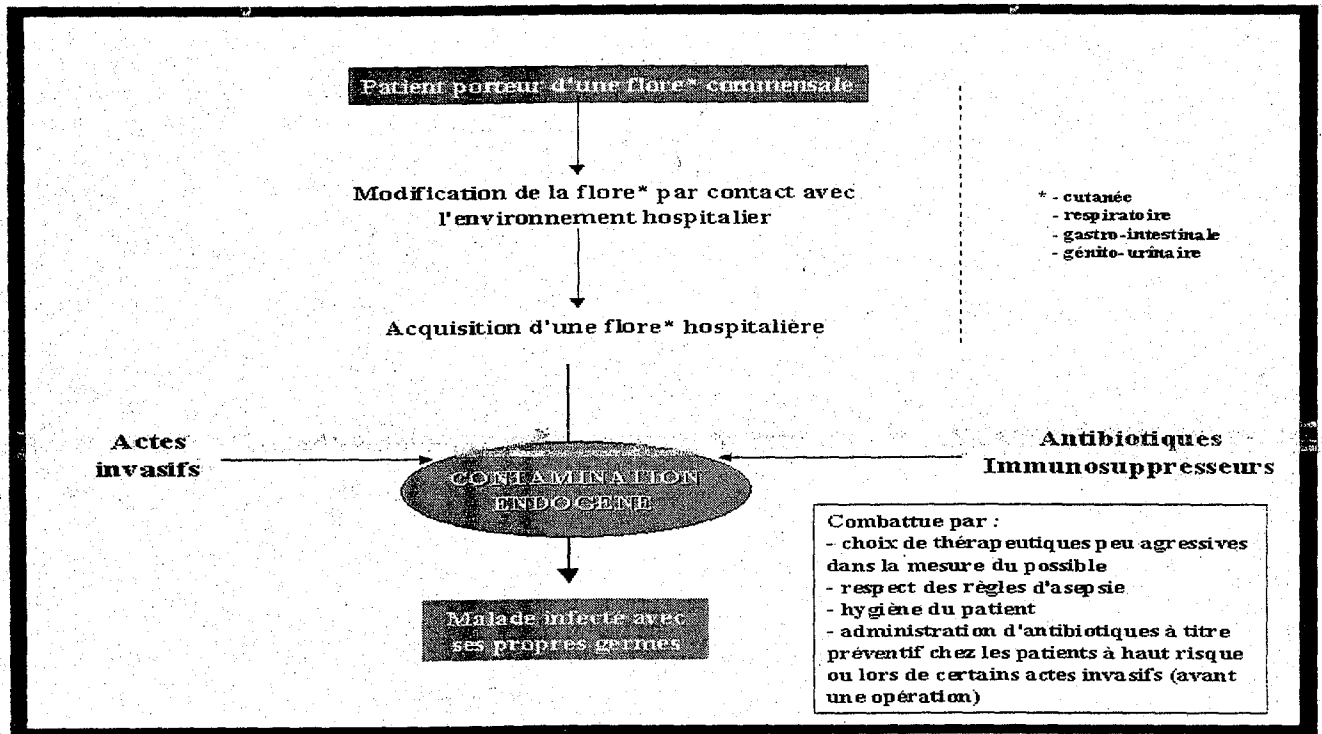 Patient porteur d'une flore* commensale
Modification de la flore* par contact avec
l'environnement hospitalier
* - cutanée
- respiratoire
- gastro-intestinale
- génito-urinaire
Acquisition d'une flore* hospitalière
Actes
invasifs
Antibiotiques
Immunosuppresseurs
CONTAMINATION
ENDOGENE
Malade infecté avec
ses propres germes
Combattue par :
- choix de thérapeutiques peu agressives
dans la mesure du possible
- respect des règles d'asepsie
- hygiène du patient
- administration d'antibiotiques à titre
préventif chez les patients à haut risque
ou lors de certains actes invasifs (avant
une opération)